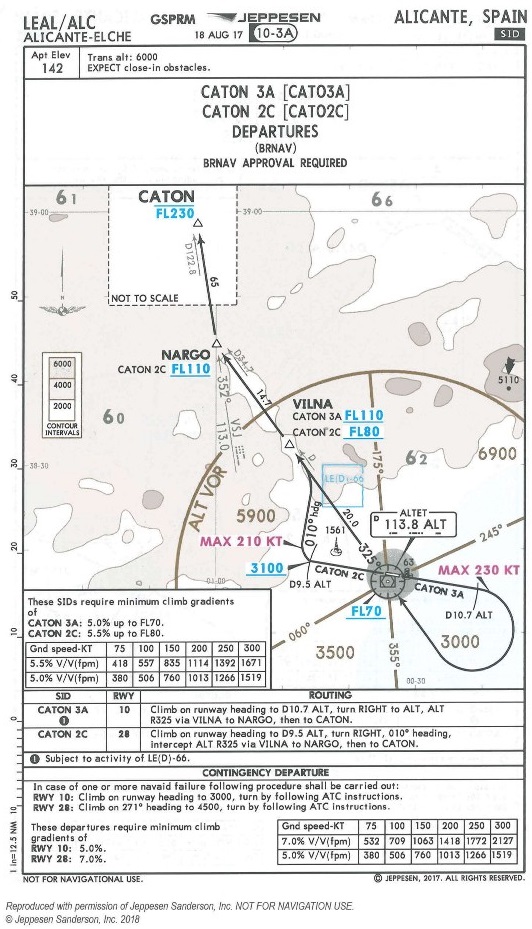 LEAL/ALC
ALICANTE-ELCHE
GSPRM
JEPPESEN
18 AUG 17
10-3A
ALICANTE, SPAIN
SID
Apt Elev
142
Trans alt: 6000
EXPECT close-in obstacles.
CATON 3A [CATO3A]
CATON 2C [CATO2C]
DEPARTURES
(BRNAV)
BRNAV APPROVAL REQUIRED
61
66
CATON
FL230
39-00
39-00
D122.8
65
NOT TO SCALE
50
NARGO
CATON 2C FL110
D34.7
14.7
352°
VSJ
113.0
5110
40
6000
4000
2000
CONTOUR
INTERVALS
60
VILNA
CATON 3A FL110
CATON 2C FL80
D
175°
62
6900
30
38-30
LE(D)-66
ALT VOR
5900
010° hdg
20.0
325°
ALTET
D 113.8 ALT
245°
MAX 210 KT
1561
20
3100
D9.5 ALT
CATON 2C
01-00
63
CATON 3A
MAX 230 KT
D10.7 ALT
FL70
060°
3500
355°
3000
00-30
10
0
10
1 in=12.5 NM
These SIDs require minimum climb gradients
of
CATON 3A: 5.0% up to FL70.
CATON 2C: 5.5% up to FL80.
Gnd speed-KT 75 100 150 200 250 300
5.5% V/V(fpm) 418 557 835 1114 1392 1671
5.0% V/V(fpm) 380 506 760 1013 1266 1519
SID RWY ROUTING
CATON 3A 10 Climb on runway heading to D10.7 ALT, turn RIGHT to ALT, ALT
1 R325 via VILNA to NARGO, then to CATON.
CATON 2C 28 Climb on runway heading to D9.5 ALT, turn RIGHT, 010° heading,
intercept ALT R325 via VILNA to NARGO, then to CATON.
1 Subject to activity of LE(D)-66.
CONTINGENCY DEPARTURE
In case of one or more navaid failure following procedure shall be carried out:
RWY 10: Climb on runway heading to 3000, turn by following ATC instructions.
RWY 28: Climb on 271° heading to 4500, turn by following ATC instructions.
These departures require minimum climb
gradients of
RWY 10: 5.0%.
RWY 28: 7.0%.
Gnd speed-KT 75 100 150 200 250 300
7.0% V/V(fpm) 532 709 1063 1418 1772 2127
5.0% V/V(fpm) 380 506 760 1013 1266 1519
NOT FOR NAVIGATIONAL USE.
© JEPPESEN, 2017. ALL RIGHTS RESERVED.
Reproduced with permission of Jeppesen Sanderson, Inc. NOT FOR NAVIGATION USE.
© Jeppesen Sanderson, Inc. 2018